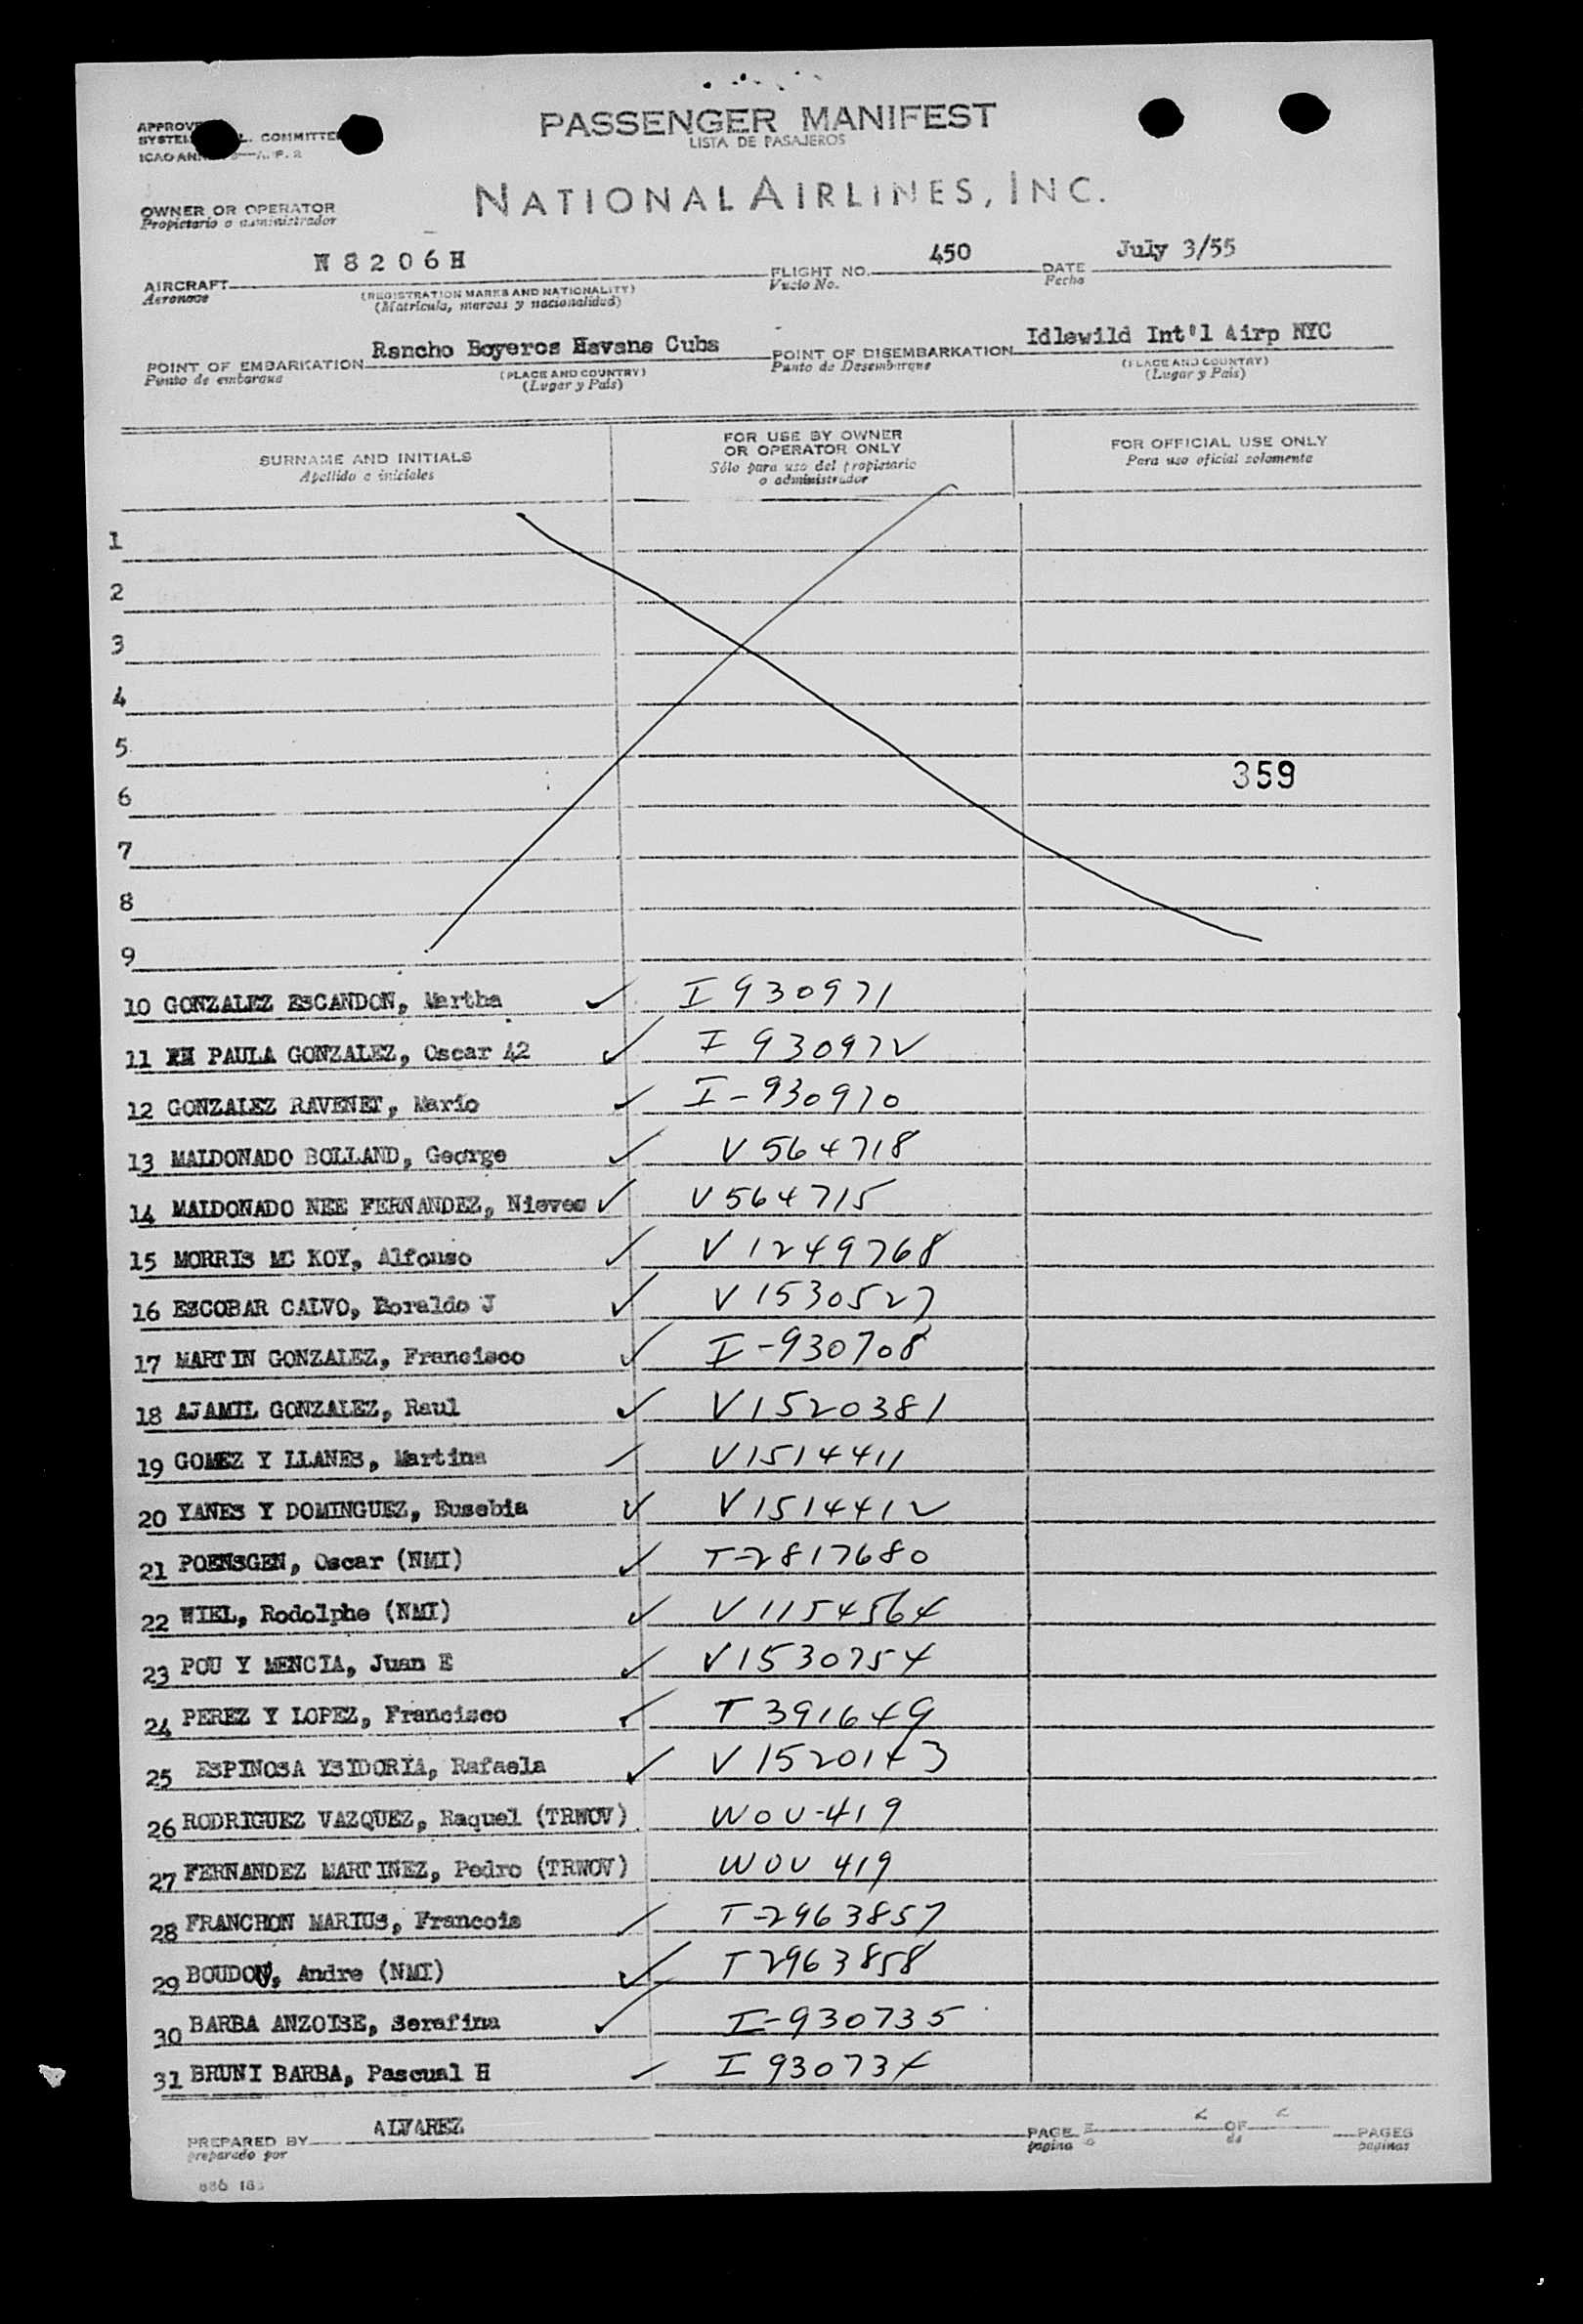 PASSENGER MANIFEST
LISTA DE PASAJEROS
L. COMMITTEE
NATIONAL AIRLINES, INC.
OWNER OR OPERATOR
Propietario o administrador
AIRCRAFT N8206H FLIGHT NO. 450 DATE July 3/55
Aeronave (REGISTRATION MARKS AND NATIONALITY) Vuelo No. Fecha
(Matricula, marcas y nacionalidad)
POINT OF EMBARKATION Rancho Boyeros Havana Cuba POINT OF DISEMBARKATION Idlewild Int'l Airp NYC
Punto de embarque (PLACE AND COUNTRY) Punto de Desembarque (PLACE AND COUNTRY)
(Lugar y País) (Lugar y País)
SURNAME AND INITIALS FOR USE BY OWNER OR OPERATOR ONLY FOR OFFICIAL USE ONLY
Apellido e iniciales Sólo para uso del propietario o administrador Para uso oficial solamente
1
2
3
4
5
359
6
7
8
9
10 GONZALEZ ESCANDON, Martha I 930971
11 PAULA GONZALEZ, Oscar 42 I 930972
12 GONZALEZ RAVENET, Mario I-930970
13 MALDONADO BOLLAND, George V 564718
14 MALDONADO NEE FERNANDEZ, Nieves V 564715
15 MORRIS MC KOY, Alfonso V 1249768
16 ESCOBAR CALVO, Doraldo J V 1530527
17 MARTIN GONZALEZ, Francisco I-930708
18 AJAMIL GONZALEZ, Raul V 1520381
19 GOMEZ Y LLANES, Martina V 1514411
20 YANES Y DOMINGUEZ, Eusebia V 1514412
21 POENSGEN, Oscar (NMI) T-2817680
22 WIEL, Rodolphe (NMI) V 1154564
23 POU Y MENCIA, Juan E V 1530754
24 PEREZ Y LOPEZ, Francisco T 391649
25 ESPINOSA YSIDORIA, Rafaela V 1520143
26 RODRIGUEZ VAZQUEZ, Raquel (TRWOV) WOV-419
27 FERNANDEZ MARTINEZ, Pedro (TRWOV) WOV 419
28 FRANCHON MARIUS, Francois T-2963857
29 BOUDOU, Andre (NMI) T 2963858
30 BARBA ANZOISE, Serafina I-930735
31 BRUNI BARBA, Pascual H I 930734
PREPARED BY ALVAREZ PAGE 2 OF 2 PAGES
preparado por pagina de paginas